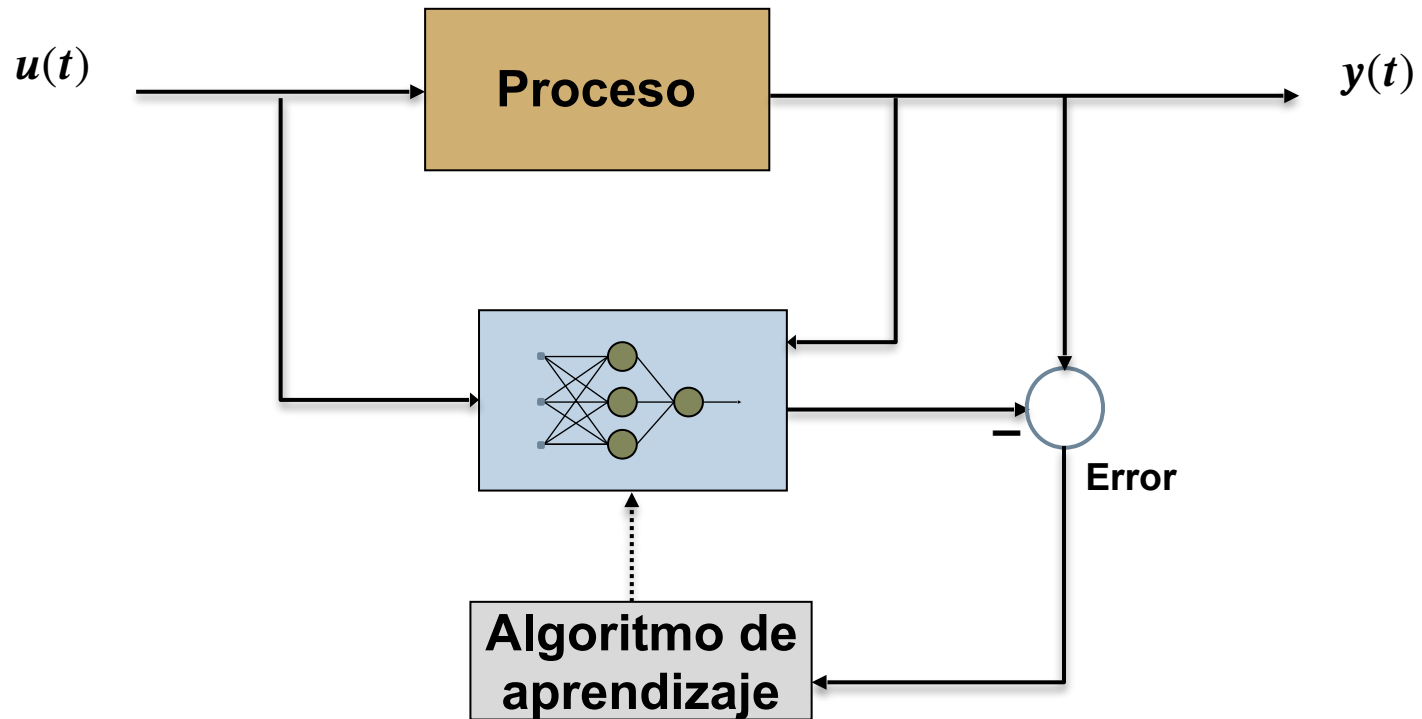 u(t)
Proceso
y(t)
–
Error
Algoritmo de
aprendizaje